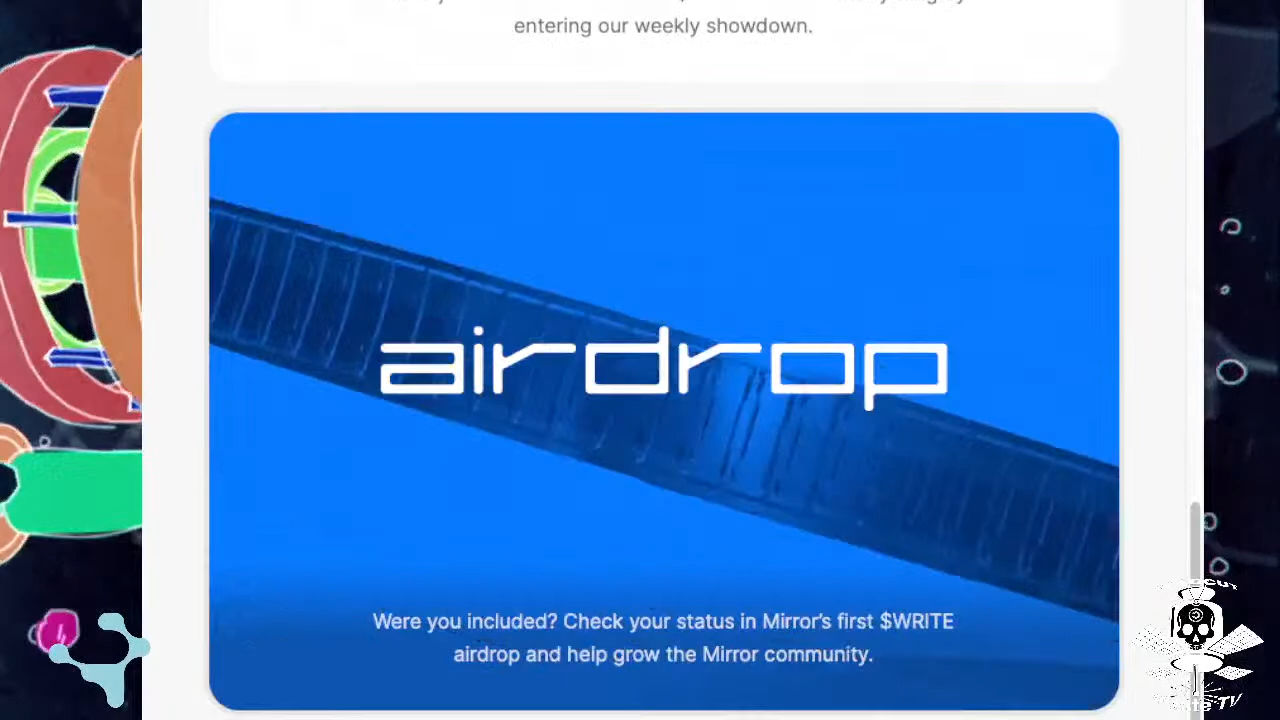 entering our weekly showdown.
airdrop
Were you included? Check your status in Mirror's first $WRITE
airdrop and help grow the Mirror community.